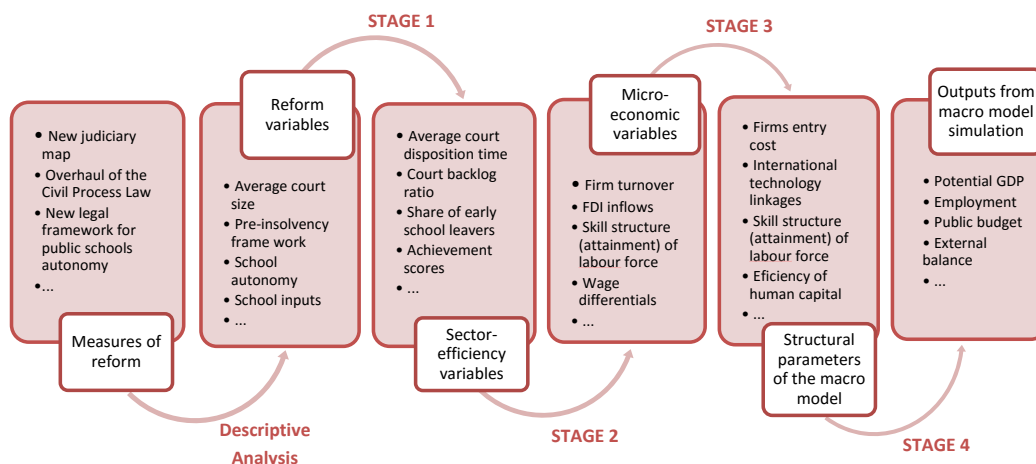 STAGE 1
STAGE 3
Reform
variables
Micro-
economic
variables
Outputs from
macro model
simulation
• New judiciary
map
• Overhaul of the
Civil Process Law
• New legal
framework for
public schools
autonomy
• ...
Measures of
reform
• Average court
size
• Pre-insolvency
frame work
• School
autonomy
• School inputs
• ...
• Average court
disposition time
• Court backlog
ratio
• Share of early
school leavers
• Achievement
scores
• ...
Sector-
efficiency
variables
• Firm turnover
• FDI inflows
• Skill structure
(attainment) of
labour force
• Wage
differentials
• ...
• Firms entry
cost
• International
technology
linkages
• Skill structure
(attainment) of
labour force
• Eficiency of
human capital
• ...
Structural
parameters
of the macro
model
• Potential GDP
• Employment
• Public budget
• External
balance
• ...
Descriptive
Analysis
STAGE 2
STAGE 4